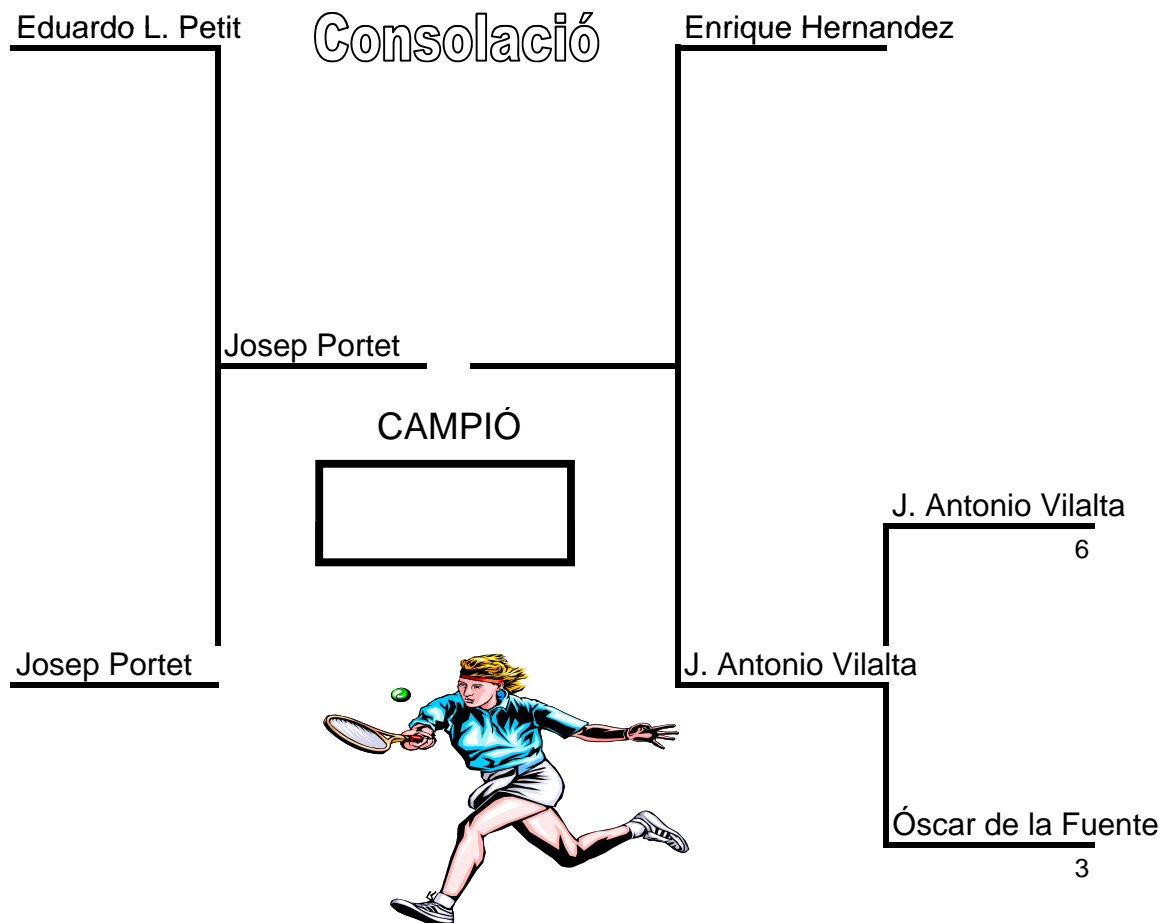 Eduardo L. Petit
Consolació
Enrique Hernandez
Josep Portet
CAMPIÓ
J. Antonio Vilalta
6
Josep Portet
J. Antonio Vilalta
Óscar de la Fuente
3